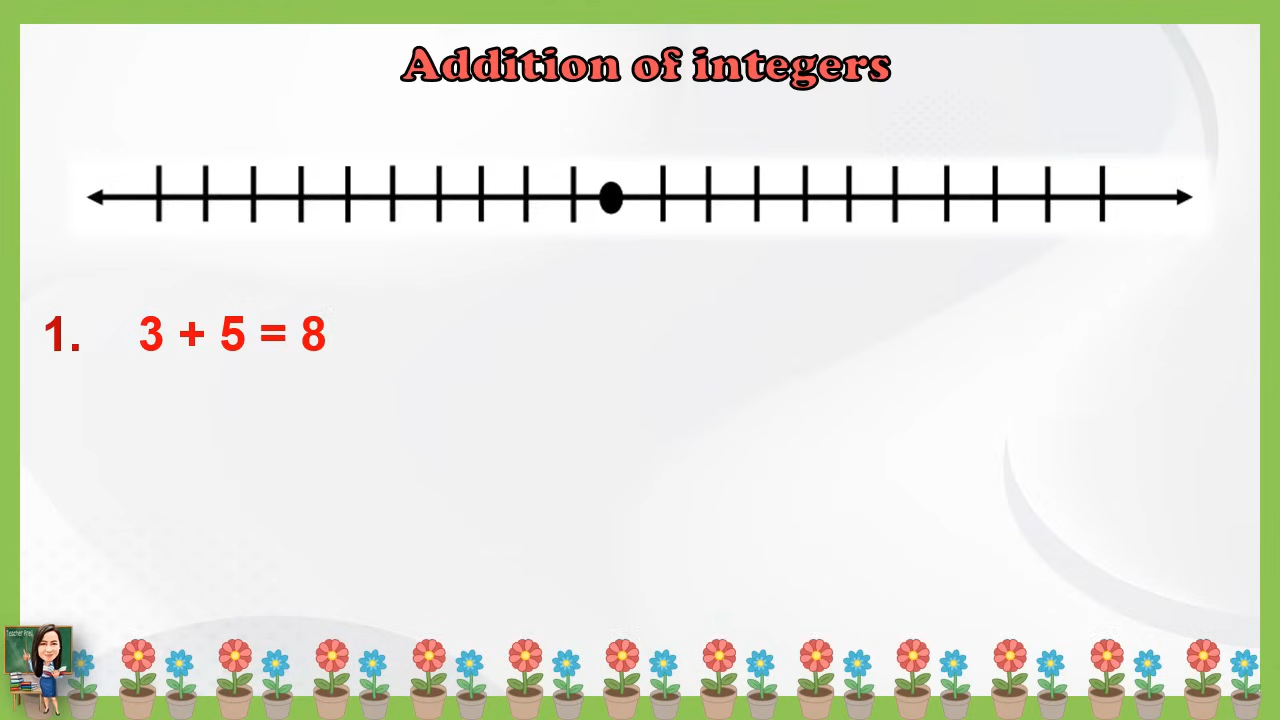 Addition of integers
1. 3 + 5 = 8